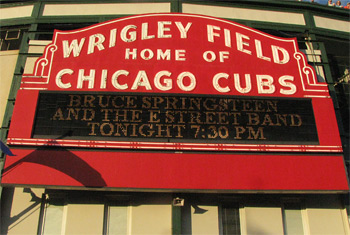 WRIGLEY FIELD
HOME OF
CHICAGO CUBS
BRUCE SPRINGSTEEN
AND THE E STREET BAND
TONIGHT 7:30 PM